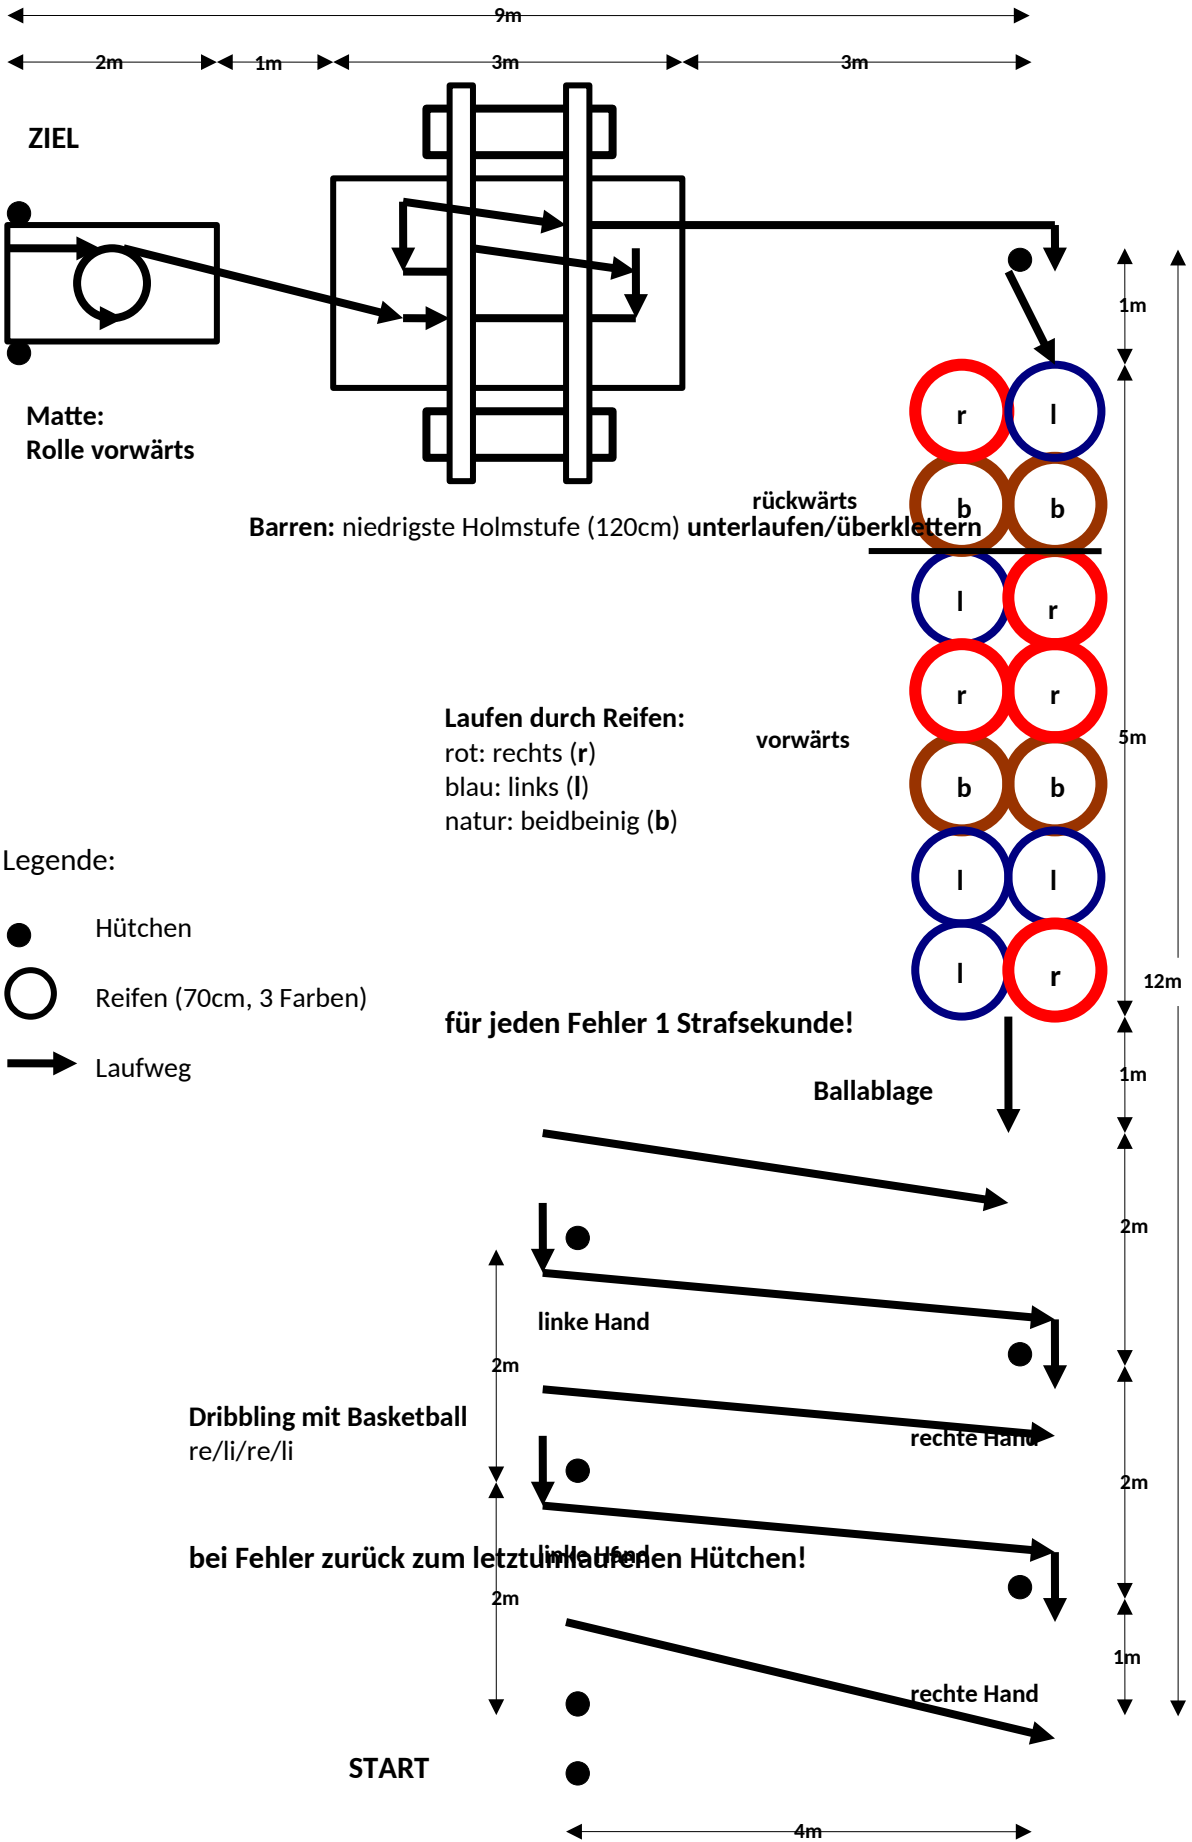 9m
2m
1m
3m
3m
ZIEL
1m
Matte:
Rolle vorwärts
r
l
rückwärts
b
b
Barren: niedrigste Holmstufe (120cm) unterlaufen/überklettern
l
r
r
r
Laufen durch Reifen:
rot: rechts (r)
blau: links (l)
natur: beidbeinig (b)
vorwärts
5m
b
b
Legende:
l
l
Hütchen
l
r
12m
Reifen (70cm, 3 Farben)
für jeden Fehler 1 Strafsekunde!
Laufweg
1m
Ballablage
2m
linke Hand
2m
Dribbling mit Basketball
re/li/re/li
rechte Hand
2m
linke Hand
bei Fehler zurück zum letztumlaufenen Hütchen!
2m
1m
rechte Hand
START
4m